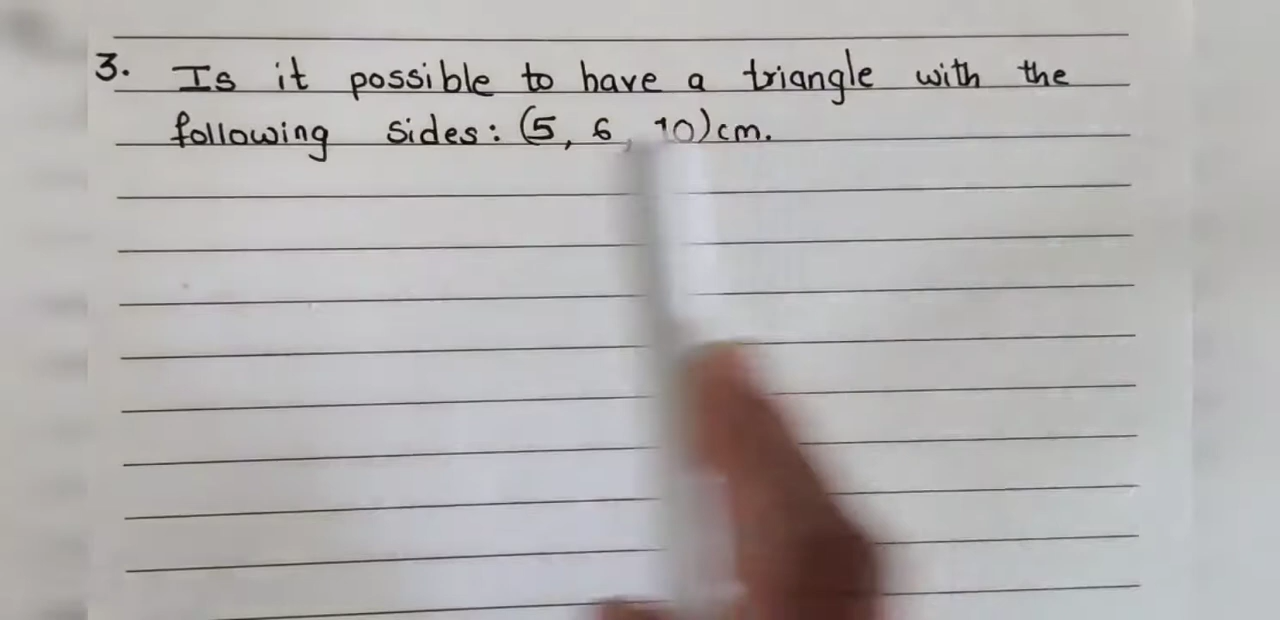 3. Is it possible to have a triangle with the
following sides: (5, 6, 10)cm.